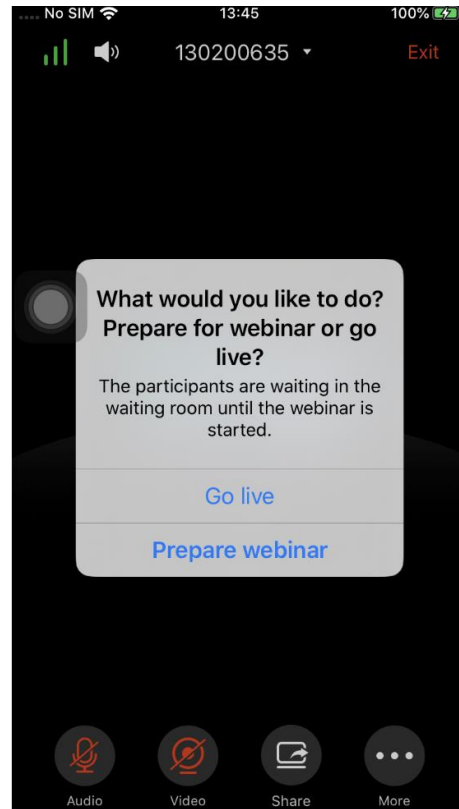 No SIM 13:45 100%
130200635 Exit
What would you like to do?
Prepare for webinar or go
live?
The participants are waiting in the
waiting room until the webinar is
started.
Go live
Prepare webinar
Audio Video Share More